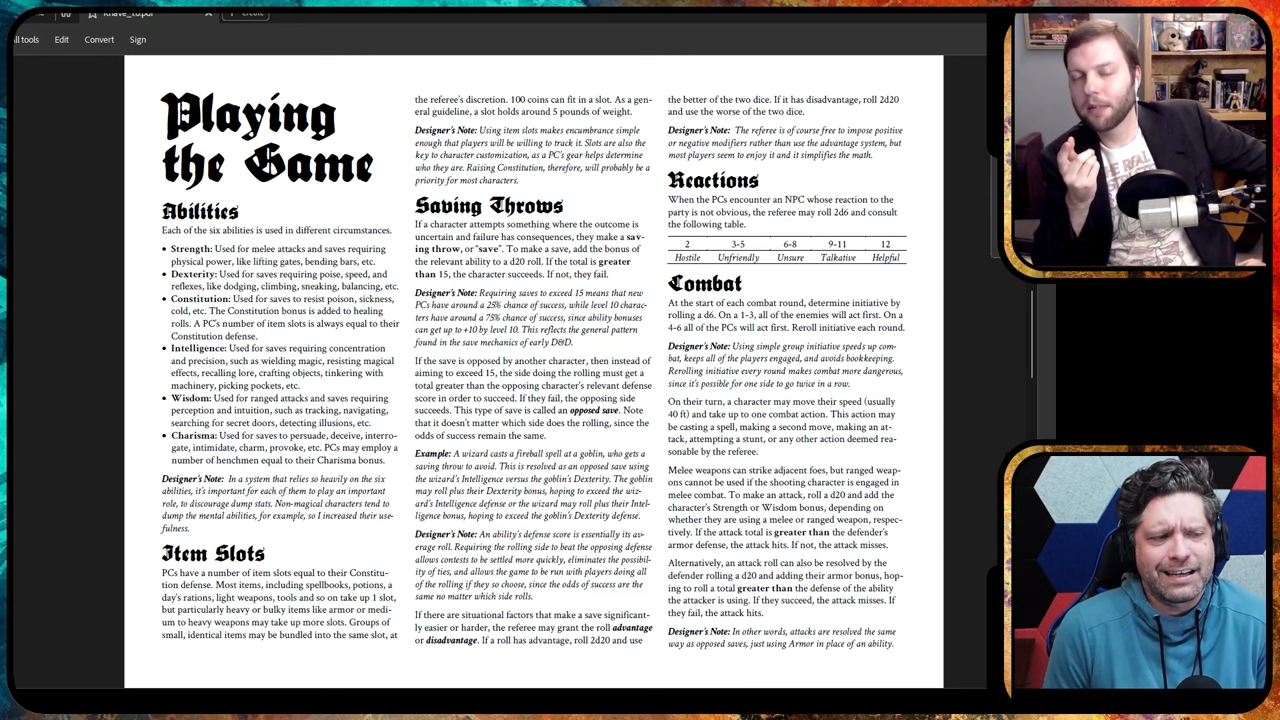 Create
ll tools Edit Convert Sign
Playing
the Game
Abilities
Each of the six abilities is used in different circumstances.
• Strength: Used for melee attacks and saves requiring
physical power, like lifting gates, bending bars, etc.
• Dexterity: Used for saves requiring poise, speed, and
reflexes, like dodging, climbing, sneaking, balancing, etc.
• Constitution: Used for saves to resist poison, sickness,
cold, etc. The Constitution bonus is added to healing
rolls. A PC's number of item slots is always equal to their
Constitution defense.
• Intelligence: Used for saves requiring concentration
and precision, such as wielding magic, resisting magical
effects, recalling lore, crafting objects, tinkering with
machinery, picking pockets, etc.
• Wisdom: Used for ranged attacks and saves requiring
perception and intuition, such as tracking, navigating,
searching for secret doors, detecting illusions, etc.
• Charisma: Used for saves to persuade, deceive, interro-
gate, intimidate, charm, provoke, etc. PCs may employ a
number of henchmen equal to their Charisma bonus.
Designer's Note: In a system that relies so heavily on the six
abilities, it's important for each of them to play an important
role, to discourage dump stats. Non-magical characters tend to
dump the mental abilities, for example, so I increased their use-
fulness.
Item Slots
PCs have a number of item slots equal to their Constitu-
tion defense. Most items, including spellbooks, potions, a
day's rations, light weapons, tools and so on take up 1 slot,
but particularly heavy or bulky items like armor or medi-
um to heavy weapons may take up more slots. Groups of
small, identical items may be bundled into the same slot, at
the referee's discretion. 100 coins can fit in a slot. As a gen-
eral guideline, a slot holds around 5 pounds of weight.
Designer's Note: Using item slots makes encumbrance simple
enough that players will be willing to track it. Slots are also the
key to character customization, as a PC's gear helps determine
who they are. Raising Constitution, therefore, will probably be a
priority for most characters.
Saving Throws
If a character attempts something where the outcome is
uncertain and failure has consequences, they make a sav-
ing throw, or "save". To make a save, add the bonus of
the relevant ability to a d20 roll. If the total is greater
than 15, the character succeeds. If not, they fail.
Designer's Note: Requiring saves to exceed 15 means that new
PCs have around a 25% chance of success, while level 10 charac-
ters have around a 75% chance of success, since ability bonuses
can get up to +10 by level 10. This reflects the general pattern
found in the save mechanics of early D&D.
If the save is opposed by another character, then instead of
aiming to exceed 15, the side doing the rolling must get a
total greater than the opposing character's relevant defense
score in order to succeed. If they fail, the opposing side
succeeds. This type of save is called an opposed save. Note
that it doesn't matter which side does the rolling, since the
odds of success remain the same.
Example: A wizard casts a fireball spell at a goblin, who gets a
saving throw to avoid. This is resolved as an opposed save using
the wizard's Intelligence versus the goblin's Dexterity. The goblin
may roll plus their Dexterity bonus, hoping to exceed the wiz-
ard's Intelligence defense or the wizard may roll plus their Intel-
ligence bonus, hoping to exceed the goblin's Dexterity defense.
Designer's Note: An ability's defense score is essentially its av-
erage roll. Requiring the rolling side to beat the opposing defense
allows contests to be settled more quickly, eliminates the possibil-
ity of ties, and allows the game to be run with players doing all
of the rolling if they so choose, since the odds of success are the
same no matter which side rolls.
If there are situational factors that make a save significant-
ly easier or harder, the referee may grant the roll advantage
or disadvantage. If a roll has advantage, roll 2d20 and use
the better of the two dice. If it has disadvantage, roll 2d20
and use the worse of the two dice.
Designer's Note: The referee is of course free to impose positive
or negative modifiers rather than use the advantage system, but
most players seem to enjoy it and it simplifies the math.
Reactions
When the PCs encounter an NPC whose reaction to the
party is not obvious, the referee may roll 2d6 and consult
the following table.
2 3-5 6-8 9-11 12
Hostile Unfriendly Unsure Talkative Helpful
Combat
At the start of each combat round, determine initiative by
rolling a d6. On a 1-3, all of the enemies will act first. On a
4-6 all of the PCs will act first. Reroll initiative each round.
Designer's Note: Using simple group initiative speeds up com-
bat, keeps all of the players engaged, and avoids bookkeeping.
Rerolling initiative every round makes combat more dangerous,
since it's possible for one side to go twice in a row.
On their turn, a character may move their speed (usually
40 ft) and take up to one combat action. This action may
be casting a spell, making a second move, making an at-
tack, attempting a stunt, or any other action deemed rea-
sonable by the referee.
Melee weapons can strike adjacent foes, but ranged weap-
ons cannot be used if the shooting character is engaged in
melee combat. To make an attack, roll a d20 and add the
character's Strength or Wisdom bonus, depending on
whether they are using a melee or ranged weapon, respec-
tively. If the attack total is greater than the defender's
armor defense, the attack hits. If not, the attack misses.
Alternatively, an attack roll can also be resolved by the
defender rolling a d20 and adding their armor bonus, hop-
ing to roll a total greater than the defense of the ability
the attacker is using. If they succeed, the attack misses. If
they fail, the attack hits.
Designer's Note: In other words, attacks are resolved the same
way as opposed saves, just using Armor in place of an ability.